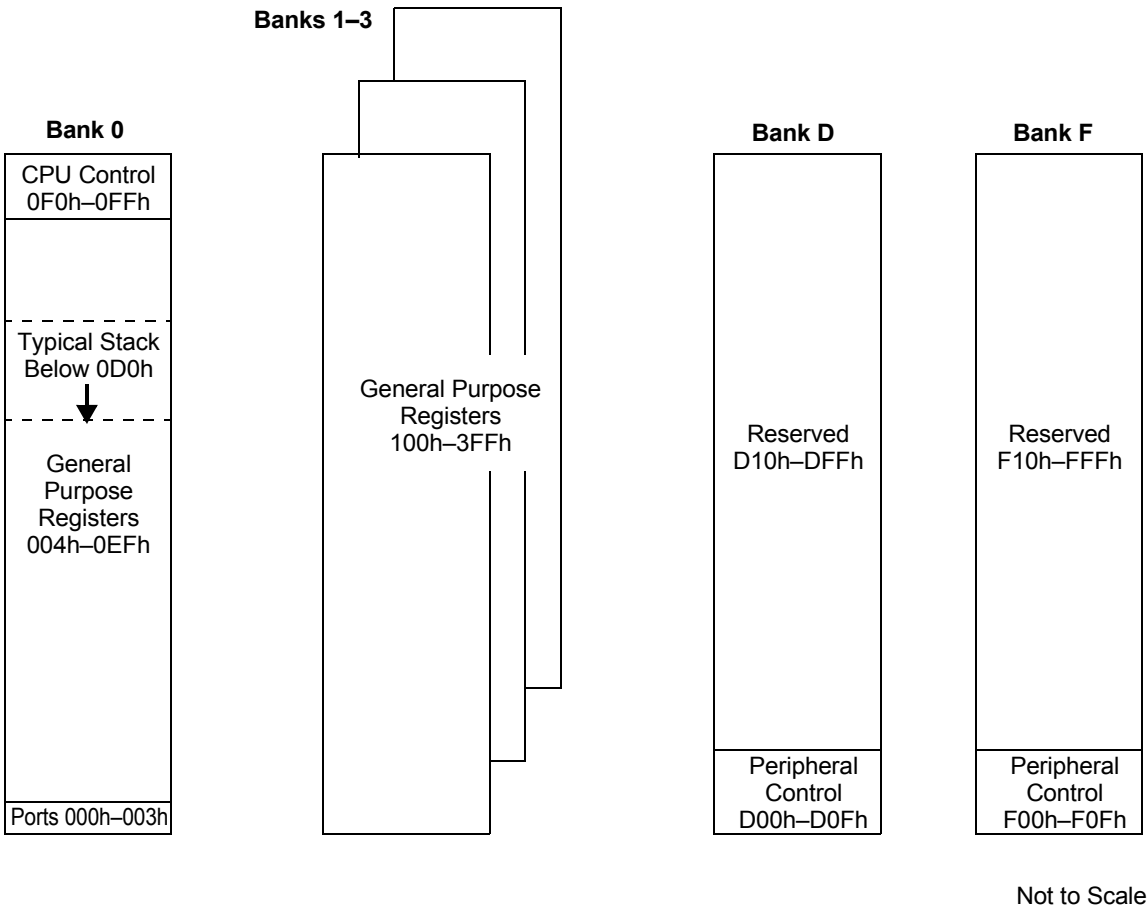 Banks 1–3
Bank 0
CPU Control
0F0h–0FFh
Typical Stack
Below 0D0h
General
Purpose
Registers
004h–0EFh
Ports 000h–003h
General Purpose
Registers
100h–3FFh
Bank D
Reserved
D10h–DFFh
Peripheral
Control
D00h–D0Fh
Bank F
Reserved
F10h–FFFh
Peripheral
Control
F00h–F0Fh
Not to Scale